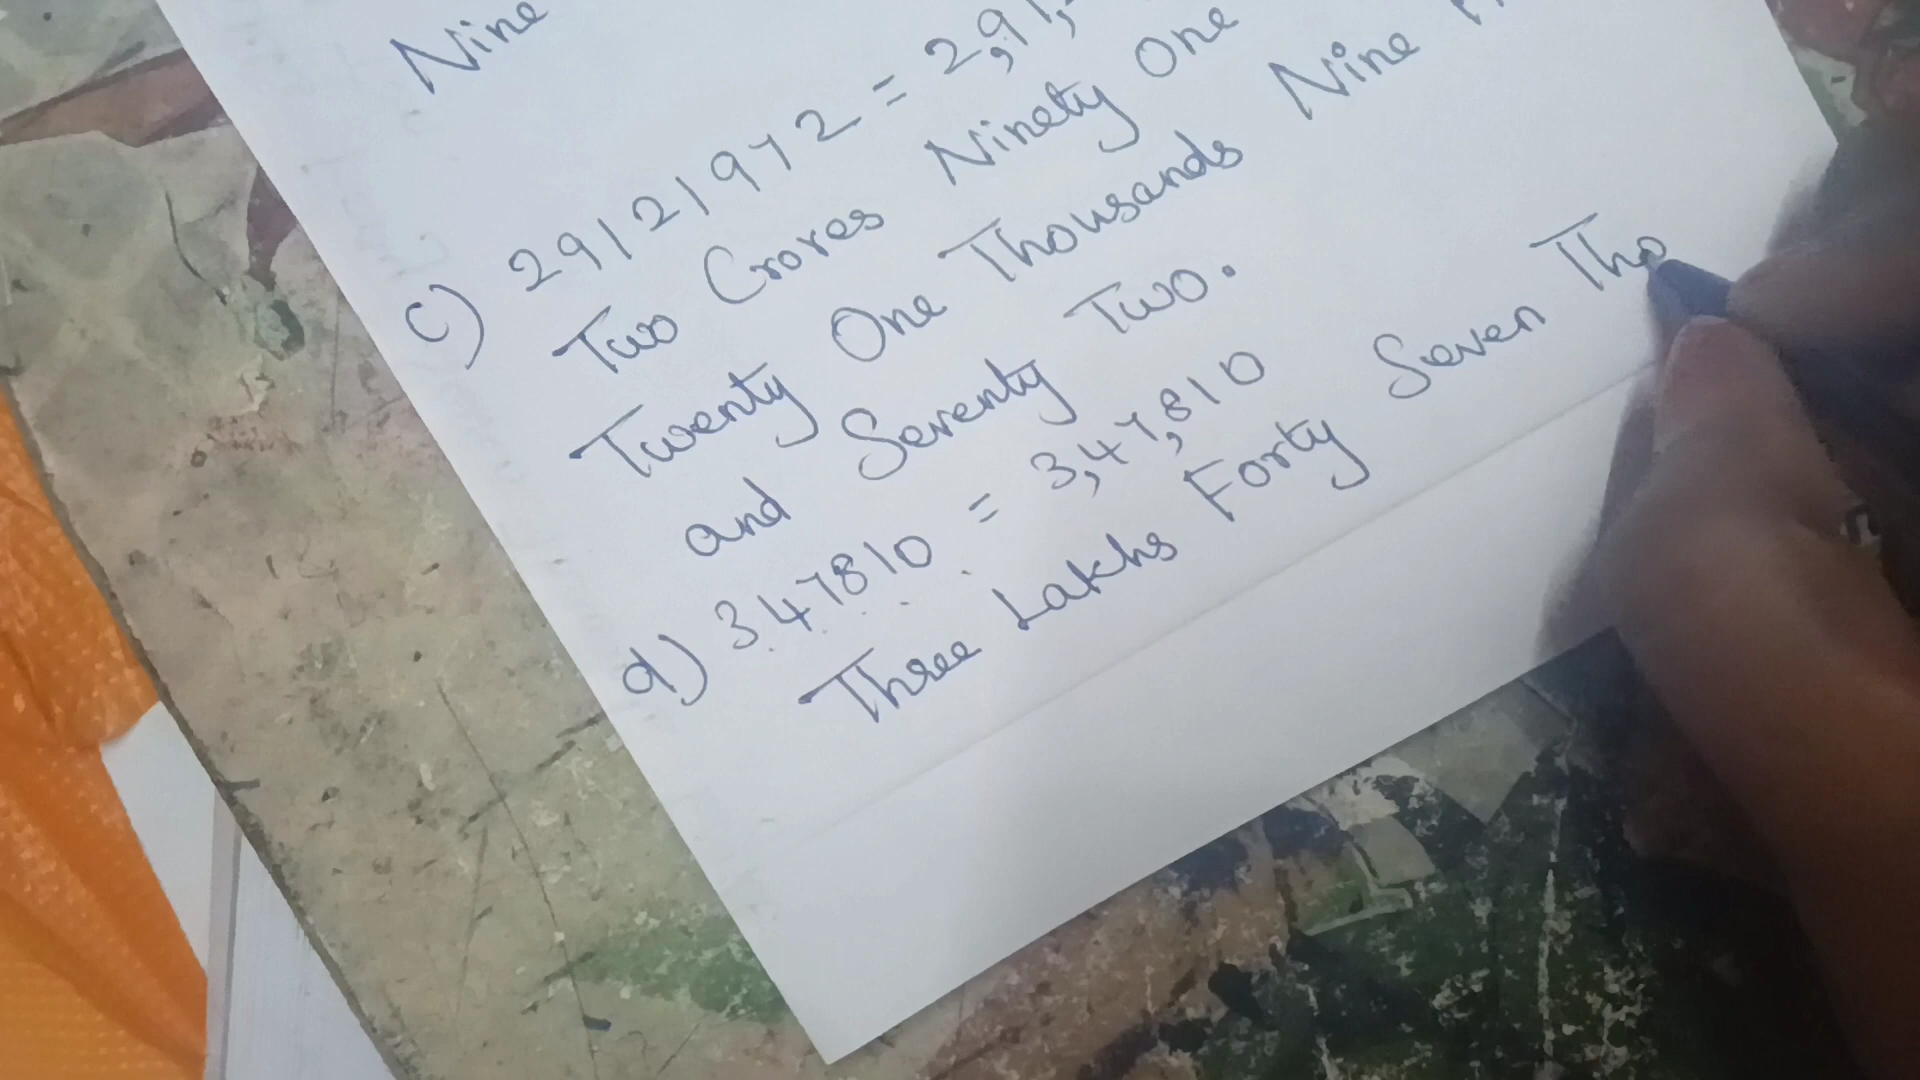 Nine
c) 29121972 = 2,91,
Two Crores Ninety One
Twenty One Thousands Nine
and Seventy Two.
d) 347810 = 3,47,810
Three Lakhs Forty Seven Tho